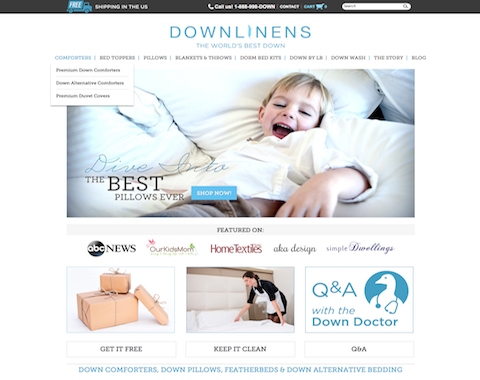 FREE SHIPPING IN THE US
Call us! 1-888-998-DOWN | CONTACT | CART 0
Search
DOWNLINENS
THE WORLD'S BEST DOWN
COMFORTERS | BED TOPPERS | PILLOWS | BLANKETS & THROWS | DORM BED KITS | DOWN BY LB | DOWN WASH | THE STORY | BLOG
Premium Down Comforters
Down Alternative Comforters
Premium Duvet Covers
Dive Into
THE BEST
PILLOWS EVER
SHOP NOW!
FEATURED ON:
abc NEWS
OurKidsMom
HomeTextiles
aka design
simple Dwellings
Q&A
with the
Down Doctor
GET IT FREE
KEEP IT CLEAN
Q&A
DOWN COMFORTERS, DOWN PILLOWS, FEATHERBEDS & DOWN ALTERNATIVE BEDDING